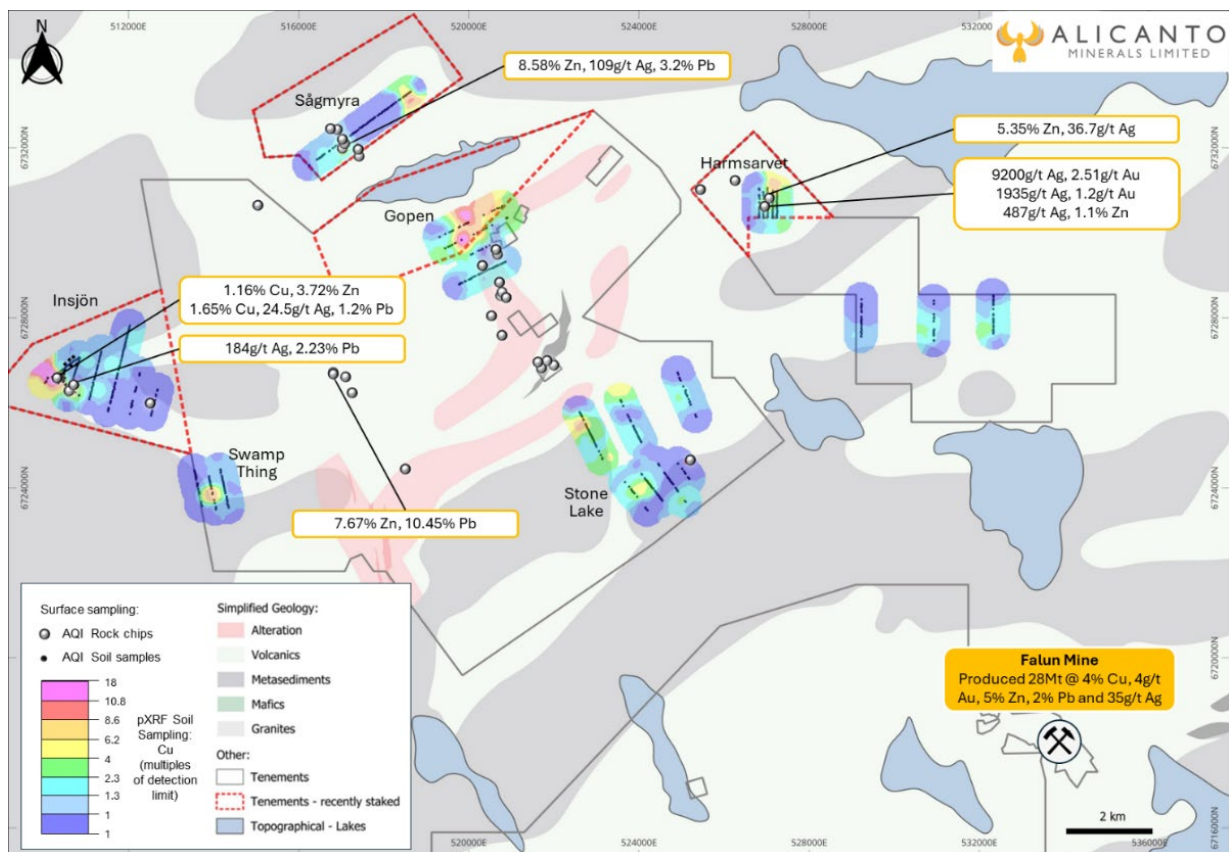 512000E
516000E
520000E
524000E
528000E
532000E
N
ALICANTO
MINERALS LIMITED
8.58% Zn, 109g/t Ag, 3.2% Pb
Sågmyra
6732000N
5.35% Zn, 36.7g/t Ag
6732000N
Harmsarvet
9200g/t Ag, 2.51g/t Au
1935g/t Ag, 1.2g/t Au
487g/t Ag, 1.1% Zn
Gopen
Insjön
1.16% Cu, 3.72% Zn
1.65% Cu, 24.5g/t Ag, 1.2% Pb
6728000N
6728000N
184g/t Ag, 2.23% Pb
Swamp
Thing
6724000N
6724000N
Stone
Lake
7.67% Zn, 10.45% Pb
Surface sampling:
AQI Rock chips
AQI Soil samples
18
10.8
8.6
6.2
4
2.3
1.3
1
1
pXRF Soil
Sampling:
Cu
(multiples
of detection
limit)
Simplified Geology:
Alteration
Volcanics
Metasediments
Mafics
Granites
Other:
Tenements
Tenements - recently staked
Topographical - Lakes
6720000N
Falun Mine
Produced 28Mt @ 4% Cu, 4g/t
Au, 5% Zn, 2% Pb and 35g/t Ag
2 km
6716000N
520000E
524000E
528000E
532000E
536000E